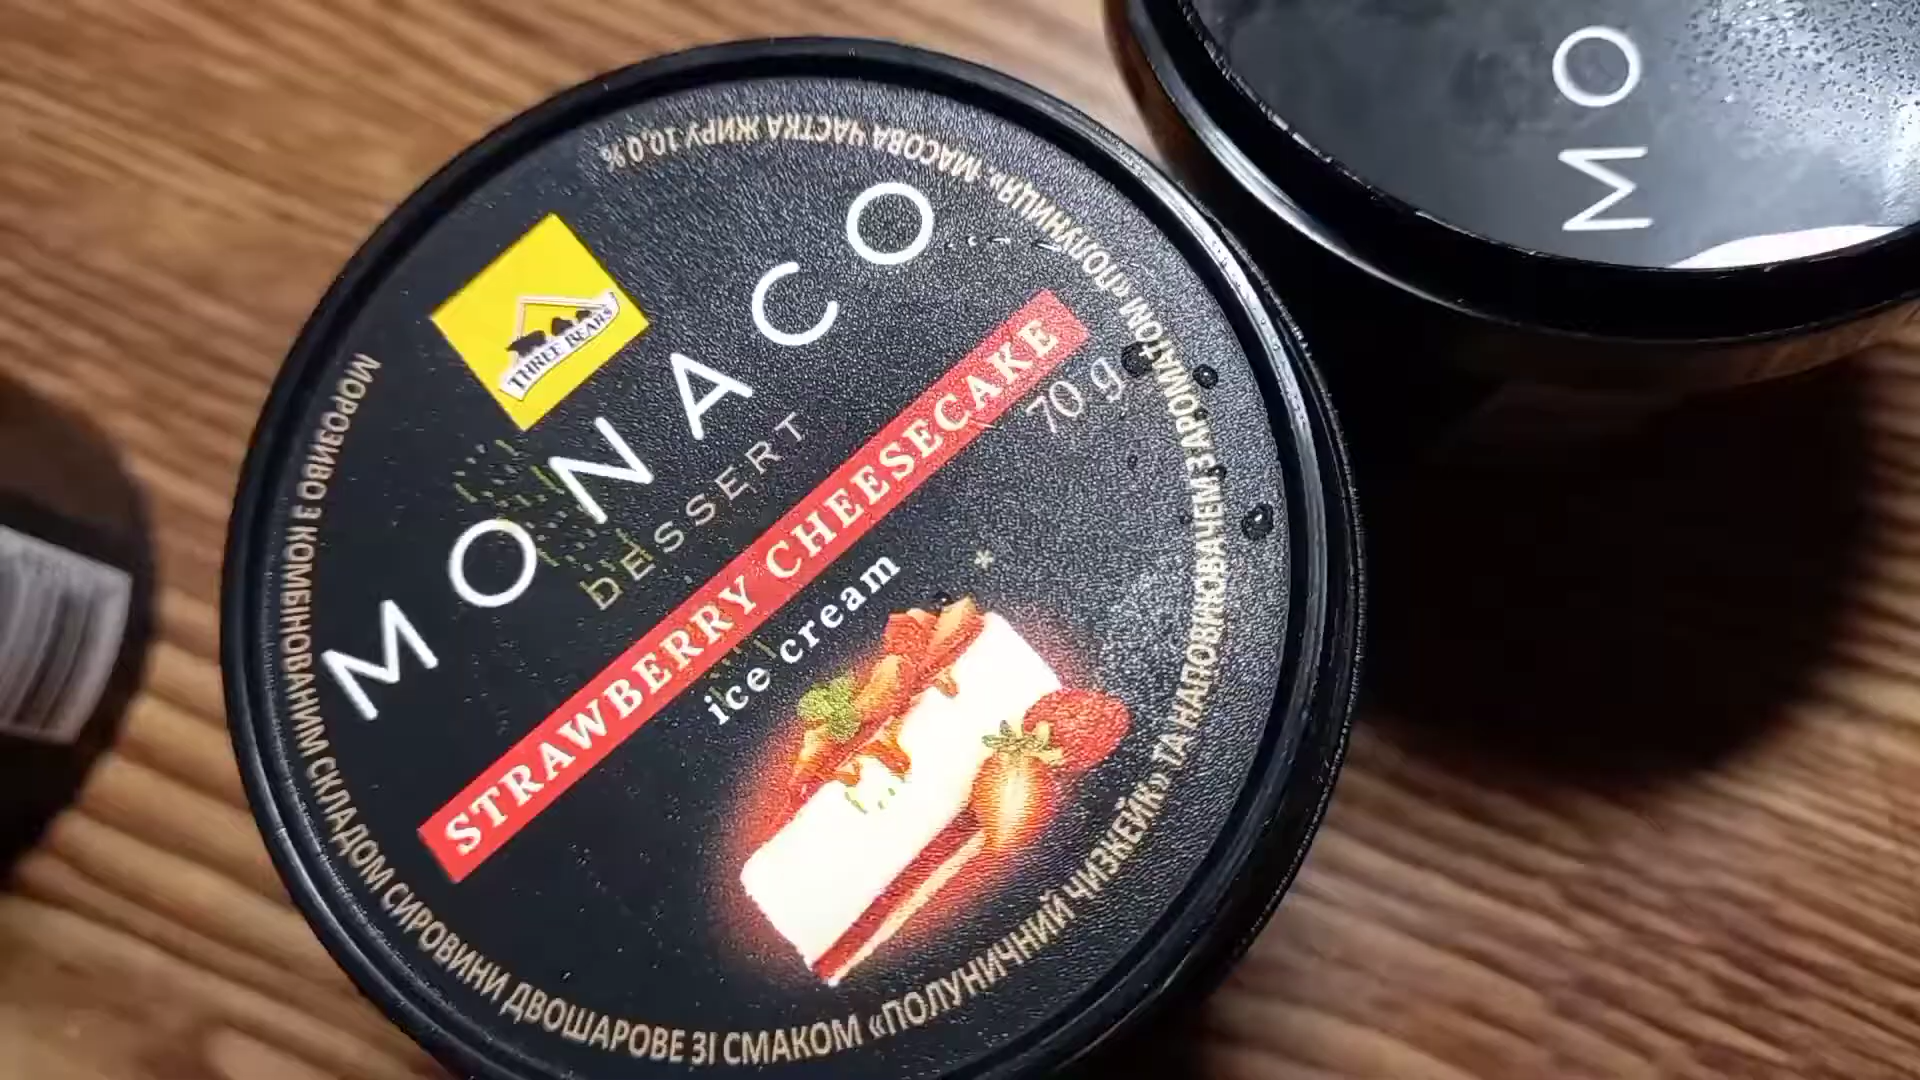 THREE BEARS
MONACO
DESSERT
STRAWBERRY CHEESECAKE
70 g
ice cream
*
МОРОЗИВО З КОМБІНОВАНИМ СКЛАДОМ СИРОВИНИ ДВОШАРОВЕ ЗІ СМАКОМ «ПОЛУНИЧНИЙ ЧИЗКЕЙК» ТА НАПОВНЮВАЧЕМ З АРОМАТОМ «ПОЛУНИЦЯ». МАСОВА ЧАСТКА ЖИРУ 10,0%
MO